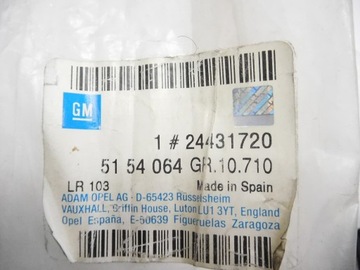 GM
1 # 24431720
51 54 064 GR.10.710
LR 103 Made in Spain
ADAM OPEL AG - D-65423 Rüsselsheim
VAUXHALL, Griffin House, Luton LU1 3YT, England
Opel España, E-50639 Figueruelas Zaragoza